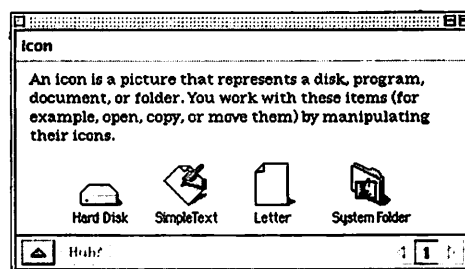 Icon
An icon is a picture that represents a disk, program,
document, or folder. You work with these items (for
example, open, copy, or move them) by manipulating
their icons.
Hard Disk SimpleText Letter System Folder
Huh? 1